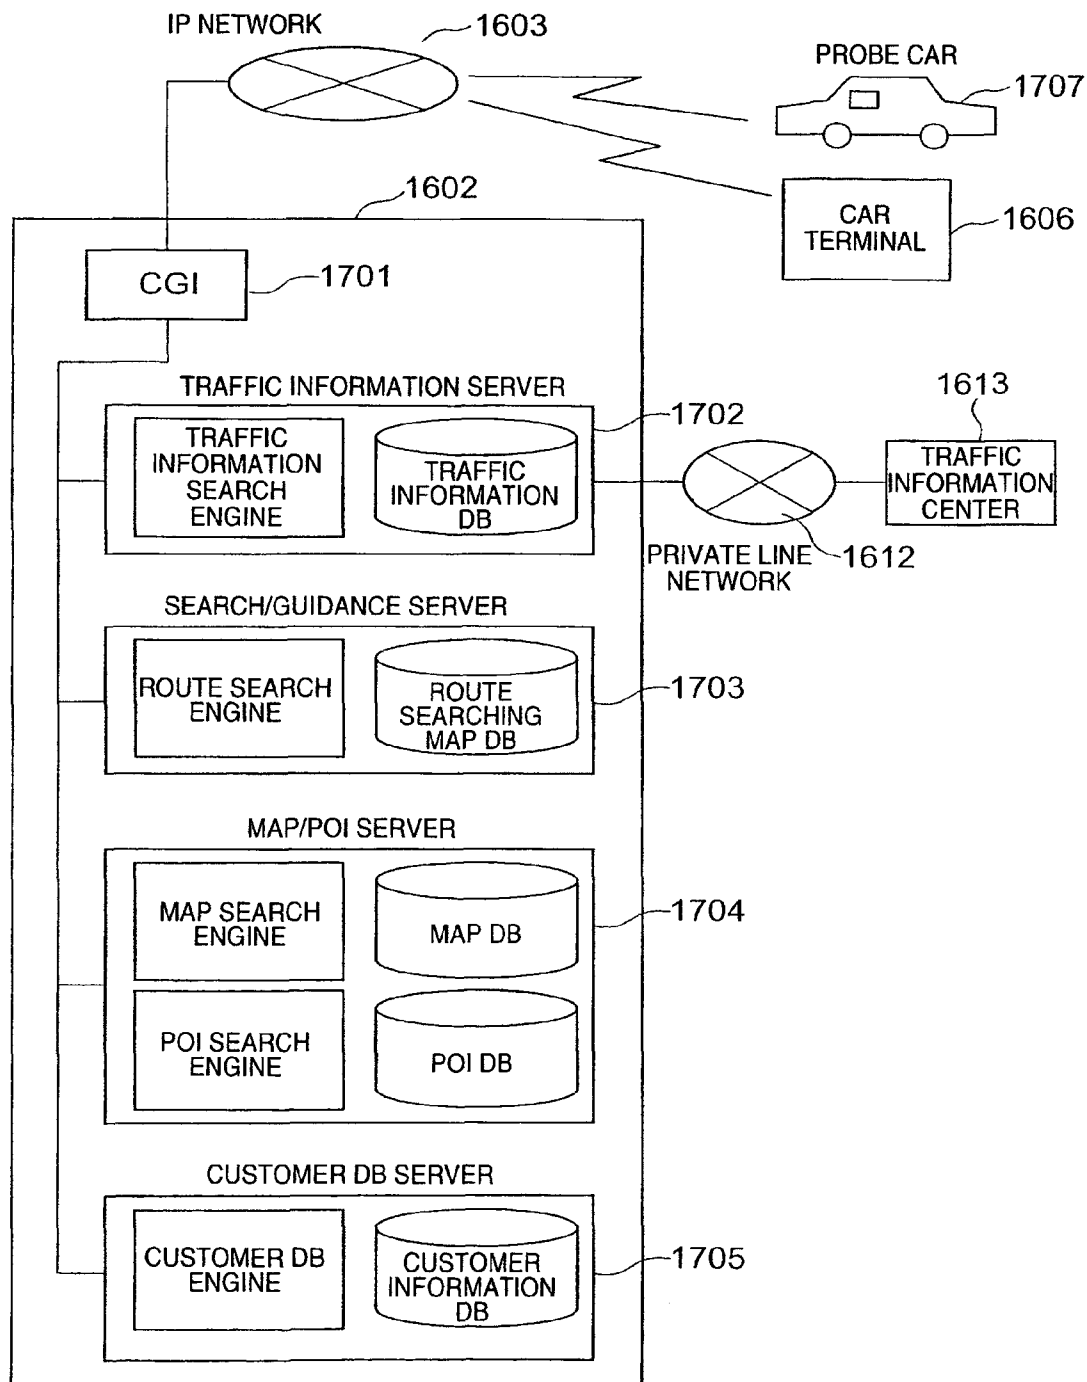 IP NETWORK
1603
PROBE CAR
1707
1602
CAR
TERMINAL
1606
CGI
1701
TRAFFIC INFORMATION SERVER
1702
TRAFFIC
INFORMATION
SEARCH
ENGINE
TRAFFIC
INFORMATION
DB
1613
TRAFFIC
INFORMATION
CENTER
PRIVATE LINE
NETWORK
1612
SEARCH/GUIDANCE SERVER
ROUTE SEARCH
ENGINE
ROUTE
SEARCHING
MAP DB
1703
MAP/POI SERVER
MAP SEARCH
ENGINE
MAP DB
1704
POI SEARCH
ENGINE
POI DB
CUSTOMER DB SERVER
CUSTOMER DB
ENGINE
CUSTOMER
INFORMATION
DB
1705